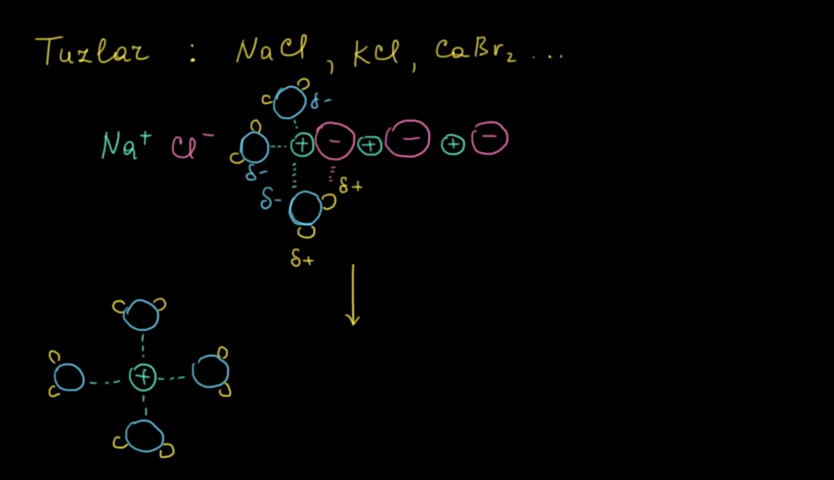 Tuzlar : NaCl, KCl, CaBr₂ ...
δ-
Na⁺ Cl⁻ + - + - + -
δ-
δ- δ+
δ+
+